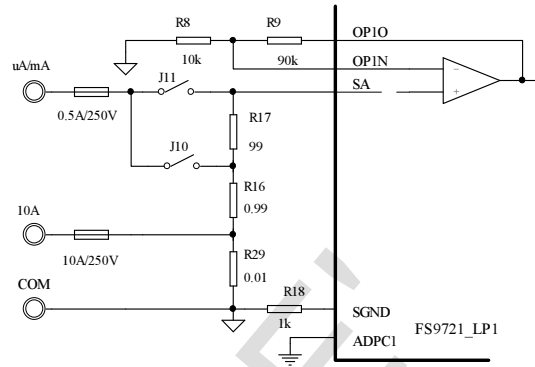 R8
R9
OP1O
10k
90k
OP1N
uA/mA
J11
SA
0.5A/250V
R17
99
J10
R16
0.99
10A
10A/250V
R29
0.01
COM
R18
1k
SGND
ADPC1
FS9721_LP1
−
+